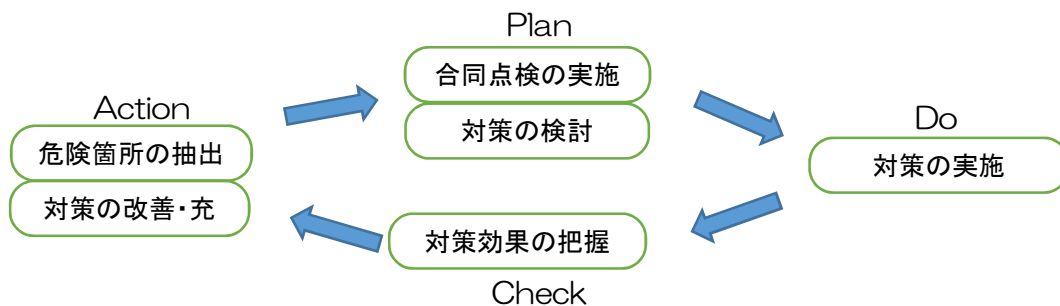 Plan
合同点検の実施
対策の検討
Action
危険箇所の抽出
対策の改善・充
Do
対策の実施
対策効果の把握
Check